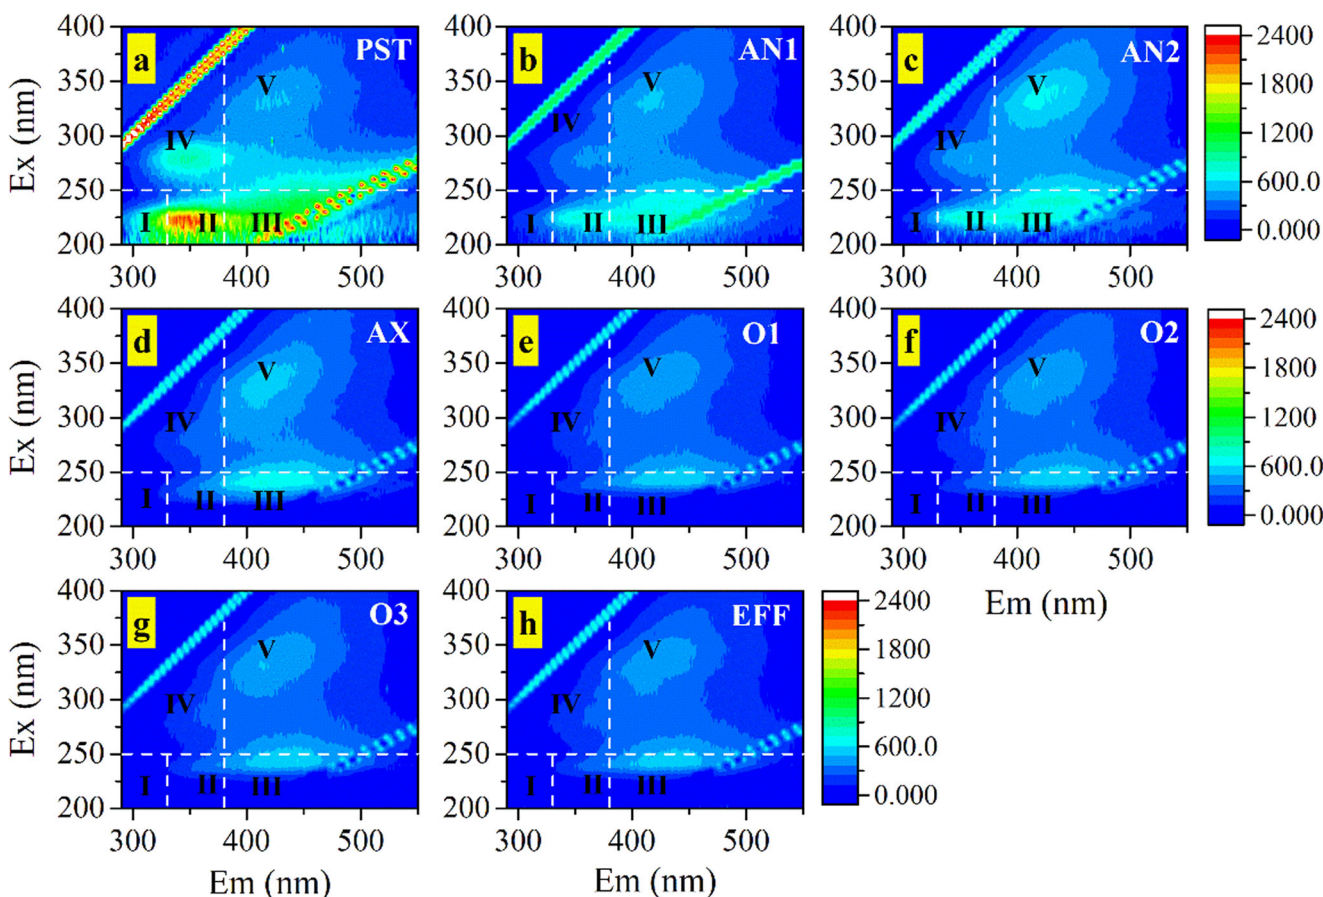 a PST
b AN1
c AN2
Ex (nm)
400
350
300
250
200
V
IV
I II III
300 400 500
V
IV
I II III
400
350
300
250
200
300 400 500
V
IV
I II III
400
350
300
250
200
300 400 500
2400
1800
1200
600.0
0.000
d AX
e O1
f O2
Ex (nm)
400
350
300
250
200
V
IV
I II III
300 400 500
V
IV
I II III
400
350
300
250
200
300 400 500
V
IV
I II III
400
350
300
250
200
300 400 500
Em (nm)
2400
1800
1200
600.0
0.000
g O3
h EFF
Ex (nm)
400
350
300
250
200
V
IV
I II III
300 400 500
Em (nm)
V
IV
I II III
400
350
300
250
200
300 400 500
Em (nm)
2400
1800
1200
600.0
0.000